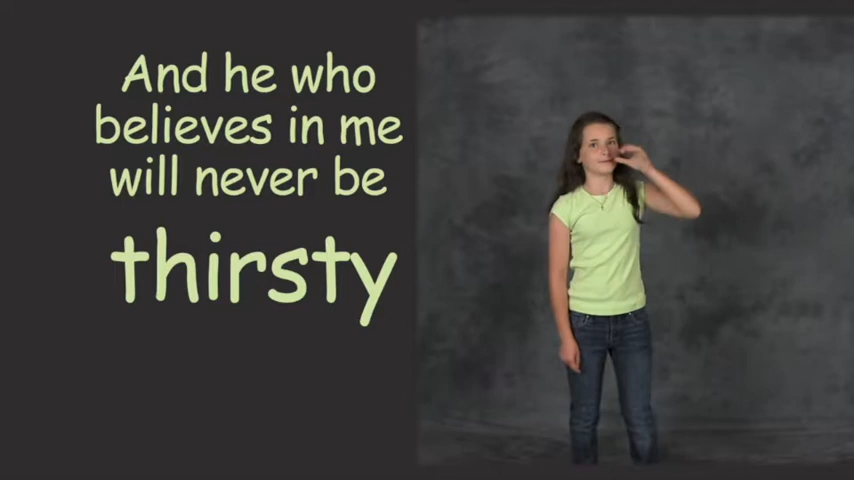 And he who
believes in me
will never be
thirsty